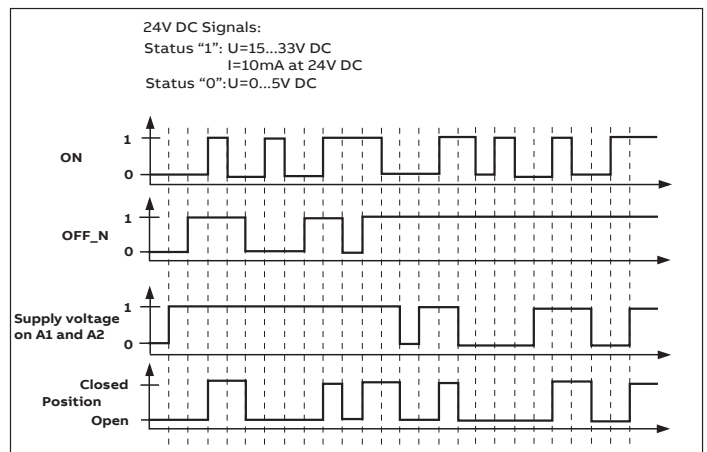 24V DC Signals:
Status “1”: U=15...33V DC
I=10mA at 24V DC
Status “0”:U=0...5V DC
1
ON
0
1
OFF_N
0
1
Supply voltage
on A1 and A2
0
Closed
Position
Open